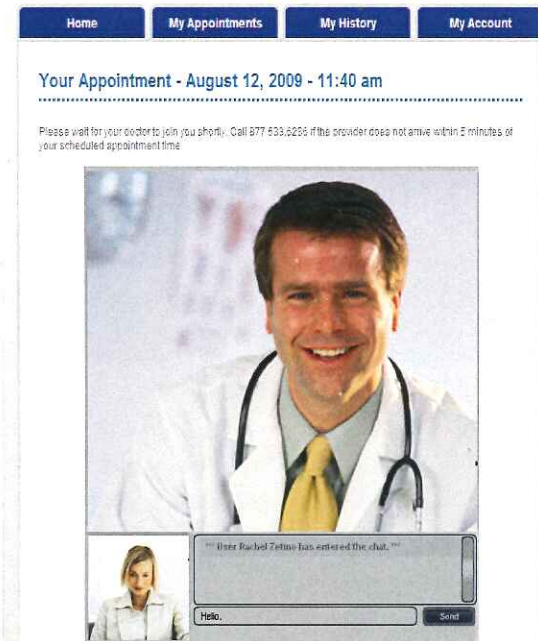 Home
My Appointments
My History
My Account
Your Appointment - August 12, 2009 - 11:40 am
Please wait for your doctor to join you shortly. Call 877.533.6236 if the provider does not arrive within 5 minutes of
your scheduled appointment time
*** User Rachel Zetino has entered the chat. ***
Hello.
Send